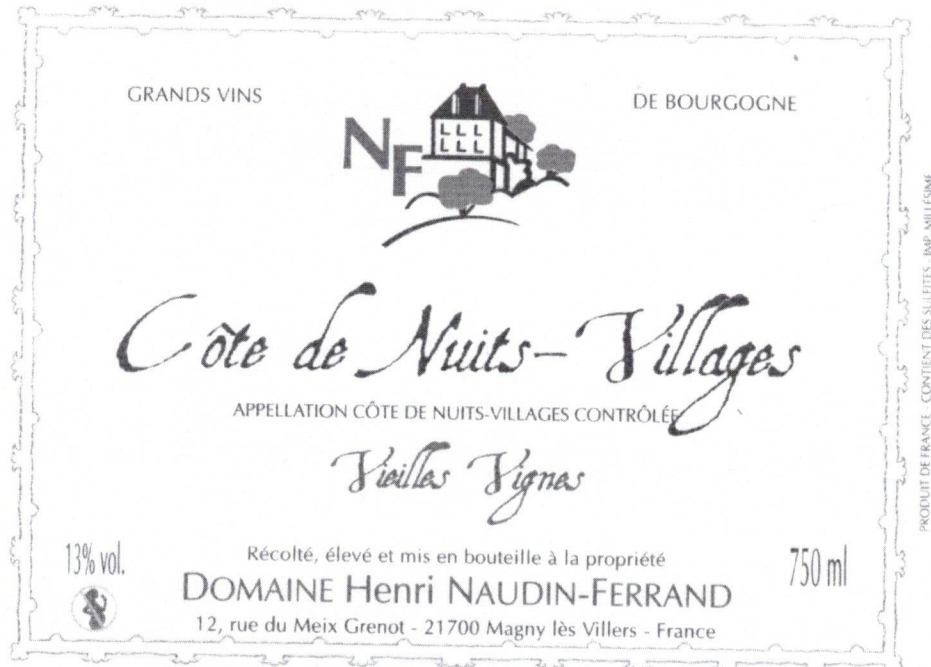 GRANDS VINS
DE BOURGOGNE
NF
Côte de Nuits-Villages
APPELLATION CÔTE DE NUITS-VILLAGES CONTRÔLÉE
Vieilles Vignes
13% vol.
Récolté, élevé et mis en bouteille à la propriété
750 ml
DOMAINE Henri NAUDIN-FERRAND
12, rue du Meix Grenot - 21700 Magny lès Villers - France
PRODUIT DE FRANCE - CONTIENT DES SULFITES - IMP. MILLÉSIME